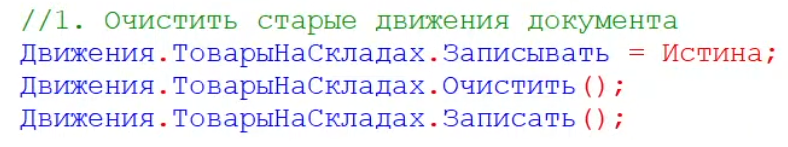 //1. Очистить старые движения документа
Движения.ТоварыНаСкладах.Записывать = Истина;
Движения.ТоварыНаСкладах.Очистить();
Движения.ТоварыНаСкладах.Записать();